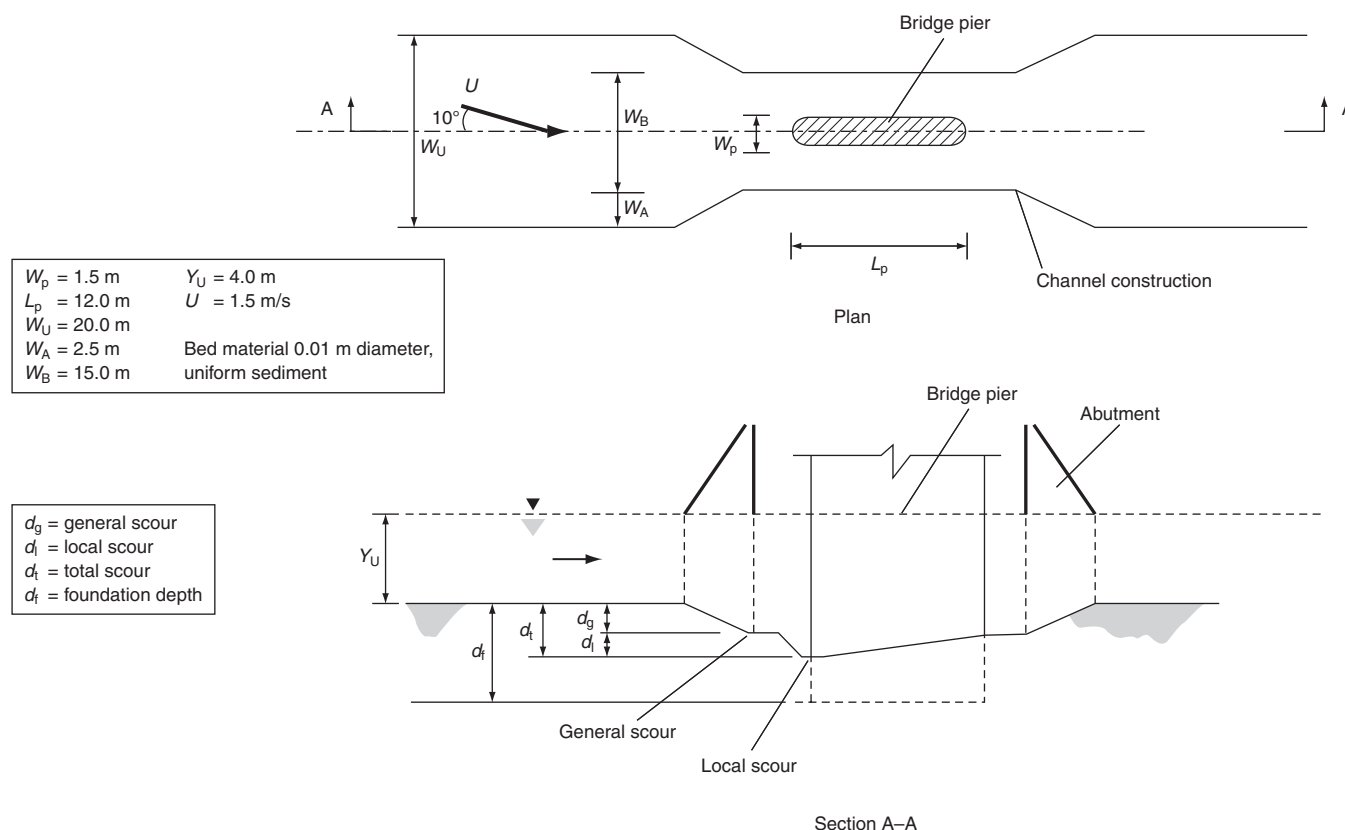 Bridge pier
U
A
10°
W_U
W_B
W_p
A
W_A
L_p
Channel construction
Plan
W_p = 1.5 m Y_U = 4.0 m
L_p = 12.0 m U = 1.5 m/s
W_U = 20.0 m
W_A = 2.5 m Bed material 0.01 m diameter,
W_B = 15.0 m uniform sediment
Bridge pier
Abutment
d_g = general scour
d_l = local scour
d_t = total scour
d_f = foundation depth
Y_U
d_g
d_t
d_l
d_f
General scour
Local scour
Section A–A